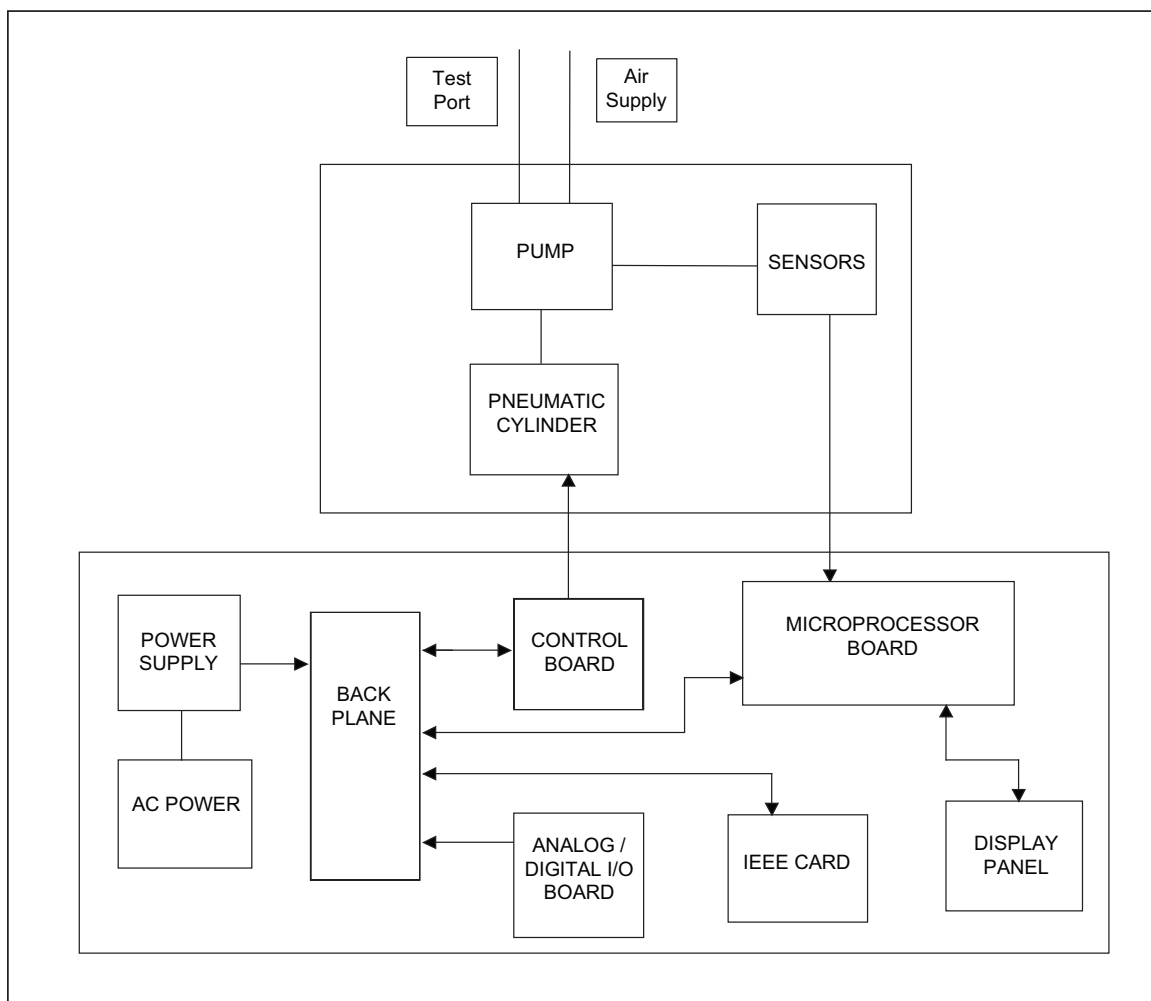 Test
Port
Air
Supply
PUMP
SENSORS
PNEUMATIC
CYLINDER
POWER
SUPPLY
BACK
PLANE
CONTROL
BOARD
MICROPROCESSOR
BOARD
AC POWER
ANALOG /
DIGITAL I/O
BOARD
IEEE CARD
DISPLAY
PANEL